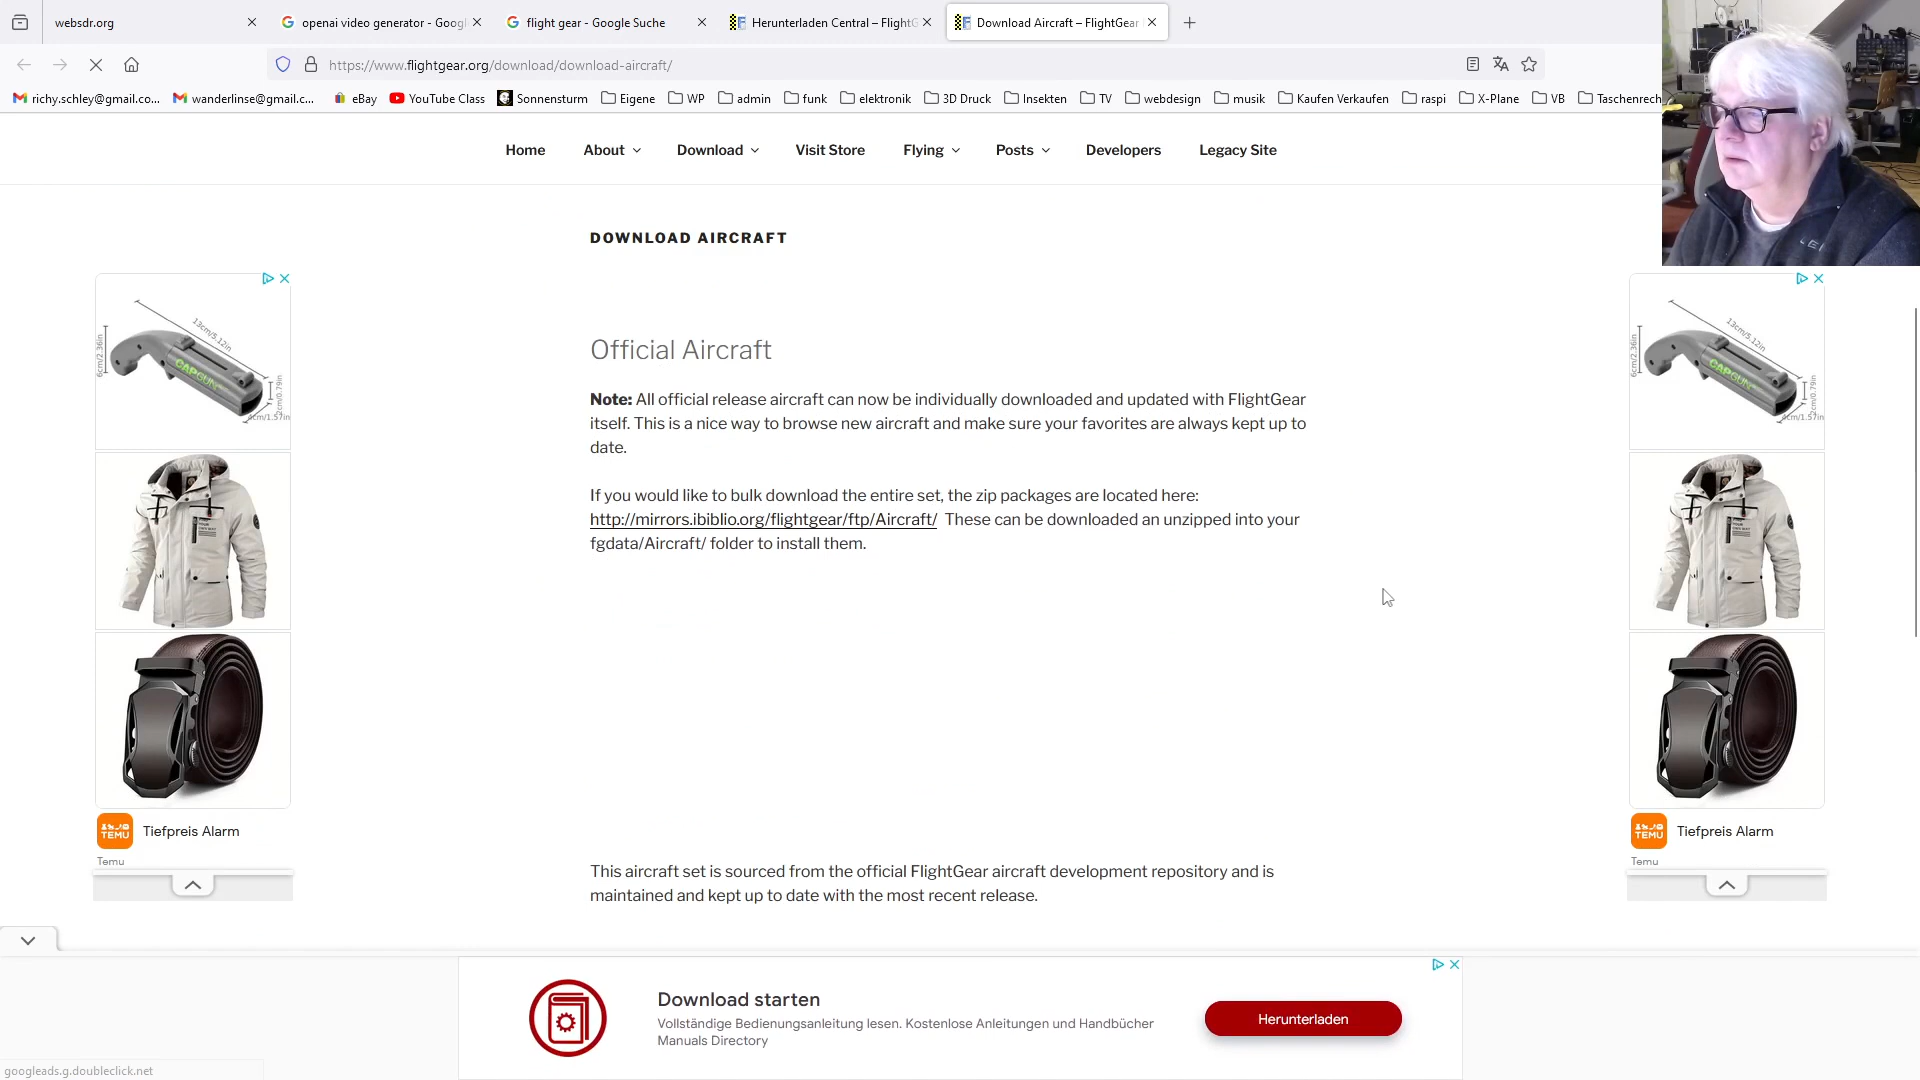 websdr.org
openai video generator - Googl
flight gear - Google Suche
Herunterladen Central – FlightG
Download Aircraft – FlightGear
https://www.flightgear.org/download/download-aircraft/
richy.schley@gmail.co...
wanderlinse@gmail.c...
eBay
YouTube Class
Sonnensturm
Eigene
WP
admin
funk
elektronik
3D Druck
Insekten
TV
webdesign
musik
Kaufen Verkaufen
raspi
X-Plane
VB
Taschenrech
Home
About
Download
Visit Store
Flying
Posts
Developers
Legacy Site
DOWNLOAD AIRCRAFT
Official Aircraft
Note: All official release aircraft can now be individually downloaded and updated with FlightGear
itself. This is a nice way to browse new aircraft and make sure your favorites are always kept up to
date.
If you would like to bulk download the entire set, the zip packages are located here:
http://mirrors.ibiblio.org/flightgear/ftp/Aircraft/ These can be downloaded an unzipped into your
fgdata/Aircraft/ folder to install them.
This aircraft set is sourced from the official FlightGear aircraft development repository and is
maintained and kept up to date with the most recent release.
13cm/5.12in
6cm/2.36in
CAPGUN
2cm/0.79in
4cm/1.57in
TEMU
Tiefpreis Alarm
Temu
13cm/5.12in
6cm/2.36in
CAPGUN
2cm/0.79in
4cm/1.57in
TEMU
Tiefpreis Alarm
Temu
Download starten
Vollständige Bedienungsanleitung lesen. Kostenlose Anleitungen und Handbücher
Manuals Directory
Herunterladen
googleads.g.doubleclick.net